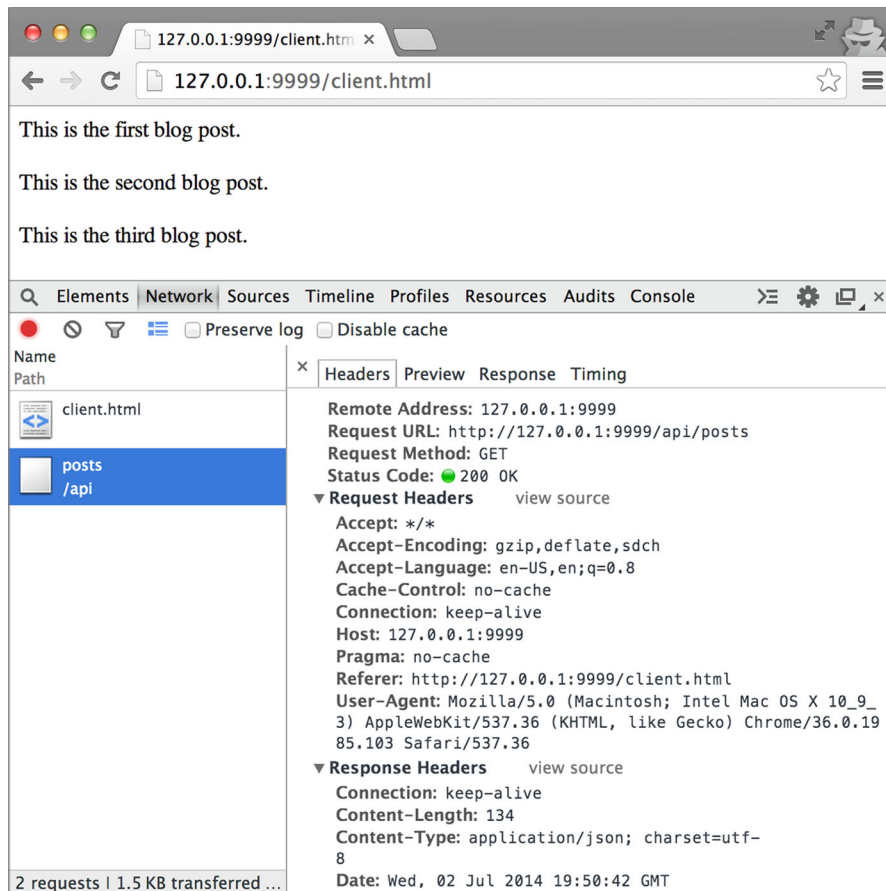 127.0.0.1:9999/client.htm
127.0.0.1:9999/client.html
This is the first blog post.
This is the second blog post.
This is the third blog post.
Elements Network Sources Timeline Profiles Resources Audits Console
Preserve log Disable cache
Name
Path
client.html
posts
/api
2 requests | 1.5 KB transferred ...
× Headers Preview Response Timing
Remote Address: 127.0.0.1:9999
Request URL: http://127.0.0.1:9999/api/posts
Request Method: GET
Status Code: 200 OK
Request Headers view source
Accept: */*
Accept-Encoding: gzip,deflate,sdch
Accept-Language: en-US,en;q=0.8
Cache-Control: no-cache
Connection: keep-alive
Host: 127.0.0.1:9999
Pragma: no-cache
Referer: http://127.0.0.1:9999/client.html
User-Agent: Mozilla/5.0 (Macintosh; Intel Mac OS X 10_9_
3) AppleWebKit/537.36 (KHTML, like Gecko) Chrome/36.0.19
85.103 Safari/537.36
Response Headers view source
Connection: keep-alive
Content-Length: 134
Content-Type: application/json; charset=utf-
8
Date: Wed, 02 Jul 2014 19:50:42 GMT